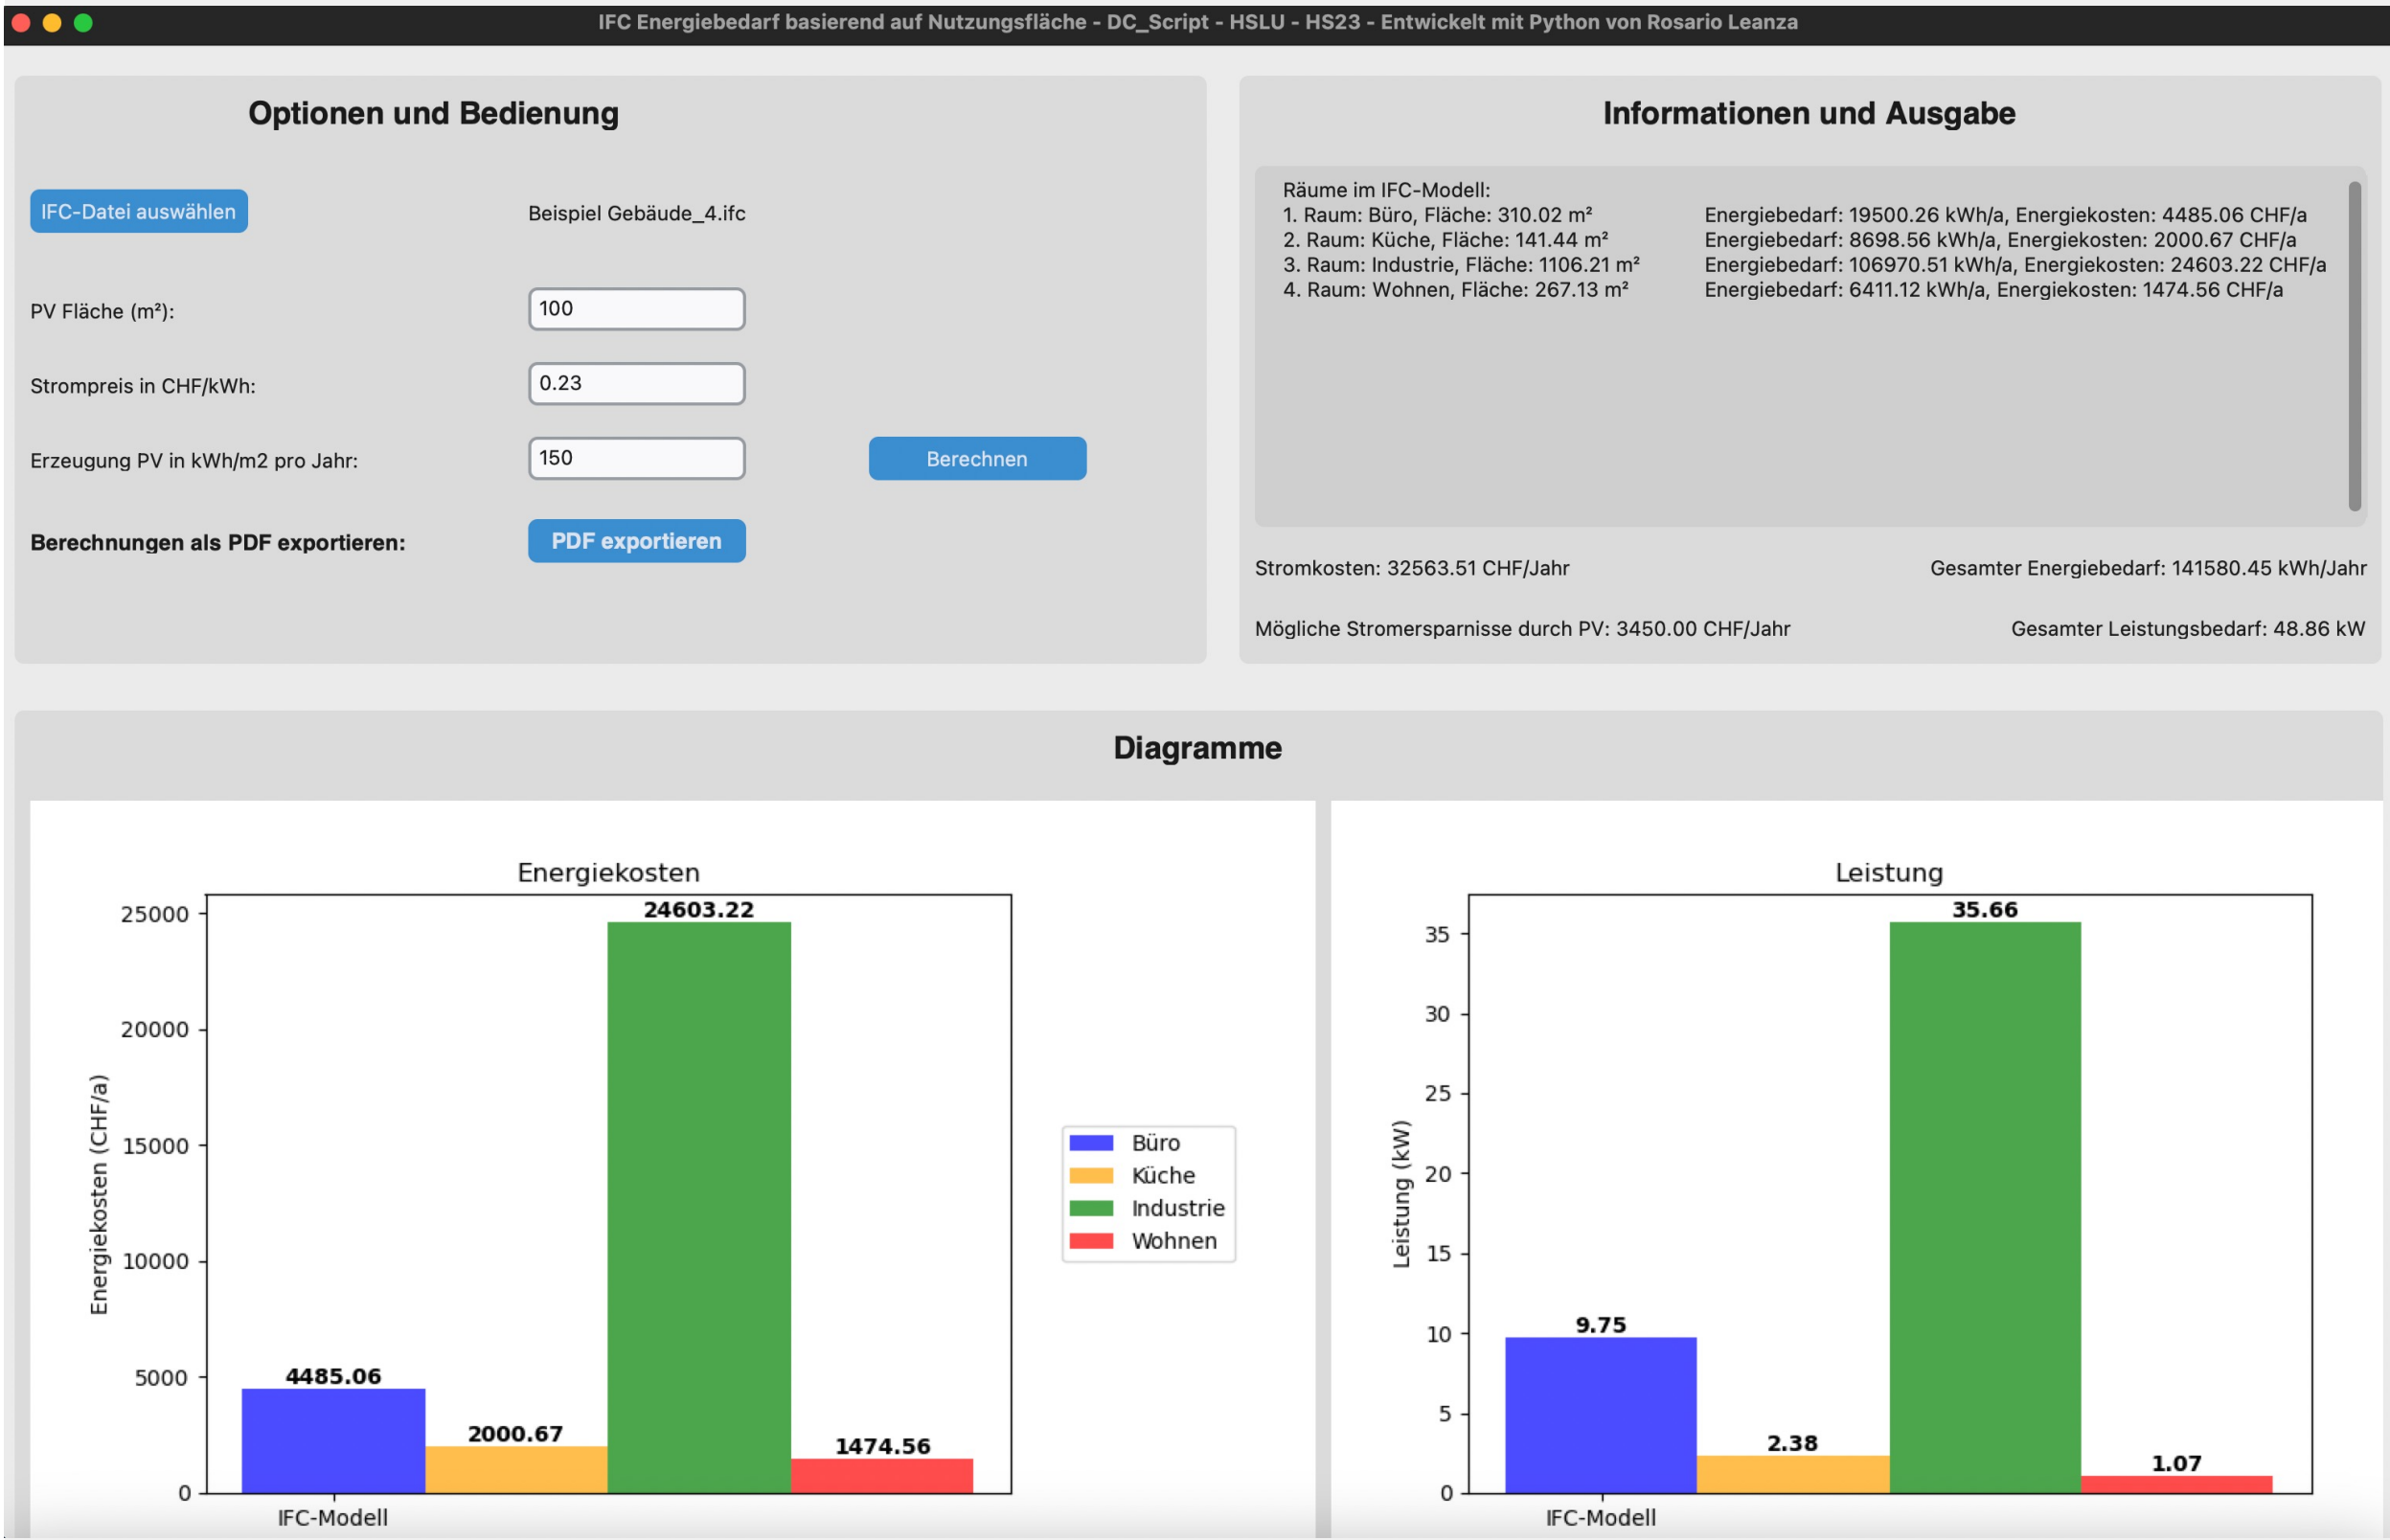 IFC Energiebedarf basierend auf Nutzungsfläche - DC_Script - HSLU - HS23 - Entwickelt mit Python von Rosario Leanza
Optionen und Bedienung
IFC-Datei auswählen
Beispiel Gebäude_4.ifc
PV Fläche (m²):
100
Strompreis in CHF/kWh:
0.23
Erzeugung PV in kWh/m2 pro Jahr:
150
Berechnen
Berechnungen als PDF exportieren:
PDF exportieren
Informationen und Ausgabe
Räume im IFC-Modell:
1. Raum: Büro, Fläche: 310.02 m² Energiebedarf: 19500.26 kWh/a, Energiekosten: 4485.06 CHF/a
2. Raum: Küche, Fläche: 141.44 m² Energiebedarf: 8698.56 kWh/a, Energiekosten: 2000.67 CHF/a
3. Raum: Industrie, Fläche: 1106.21 m² Energiebedarf: 106970.51 kWh/a, Energiekosten: 24603.22 CHF/a
4. Raum: Wohnen, Fläche: 267.13 m² Energiebedarf: 6411.12 kWh/a, Energiekosten: 1474.56 CHF/a
Stromkosten: 32563.51 CHF/Jahr
Gesamter Energiebedarf: 141580.45 kWh/Jahr
Mögliche Stromersparnisse durch PV: 3450.00 CHF/Jahr
Gesamter Leistungsbedarf: 48.86 kW
Diagramme
Energiekosten
Energiekosten (CHF/a)
25000
20000
15000
10000
5000
0
4485.06
2000.67
24603.22
1474.56
IFC-Modell
Büro
Küche
Industrie
Wohnen
Leistung
Leistung (kW)
35
30
25
20
15
10
5
0
9.75
2.38
35.66
1.07
IFC-Modell